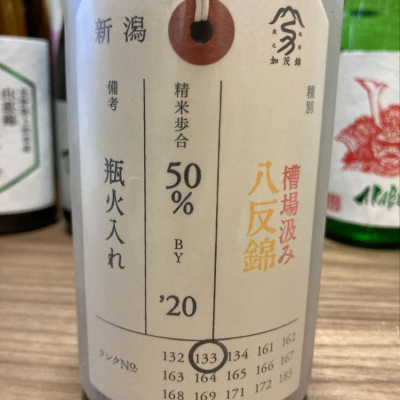 新潟
加茂錦
種別
槽場汲み
八反錦
精米歩合
50%
BY
'20
備考
瓶火入れ
タンクNo.
132 133 134 161 162
163 164 165 166 167
168 169 171 172 183